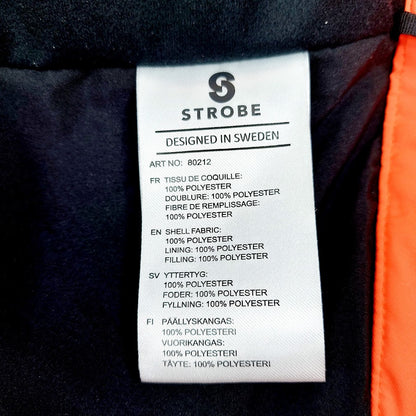 STROBE
DESIGNED IN SWEDEN
ART NO: 80212
FR TISSU DE COQUILLE:
100% POLYESTER
DOUBLURE: 100% POLYESTER
FIBRE DE REMPLISSAGE:
100% POLYESTER
EN SHELL FABRIC:
100% POLYESTER
LINING: 100% POLYESTER
FILLING: 100% POLYESTER
SV YTTERTYG:
100% POLYESTER
FODER: 100% POLYESTER
FYLLNING: 100% POLYESTER
FI PÄÄLLYSKANGAS:
100% POLYESTERI
VUORIKANGAS:
100% POLYESTERI
TÄYTE: 100% POLYESTERI